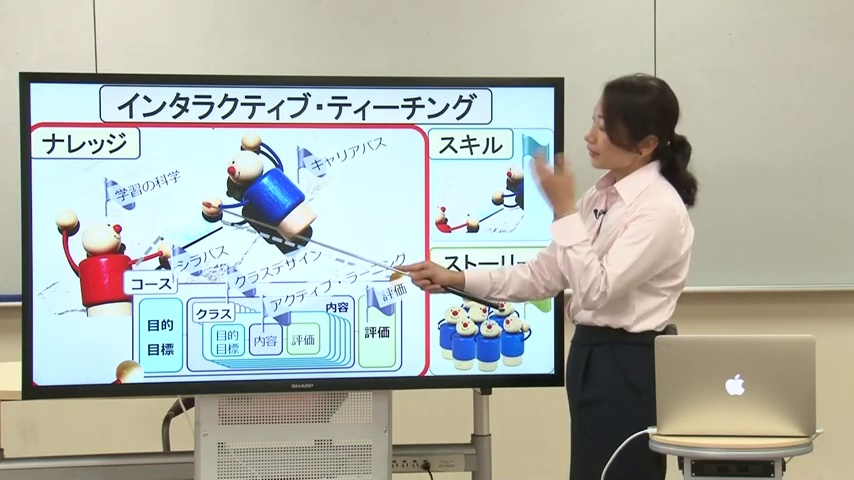 インタラクティブ・ティーチング
ナレッジ
スキル
キャリアパス
学習の科学
シラバス
クラスデザイン
アクティブ・ラーニング
評価
ストーリー
コース
目的
目標
クラス
目的
目標
内容
評価
内容
評価
SHARP